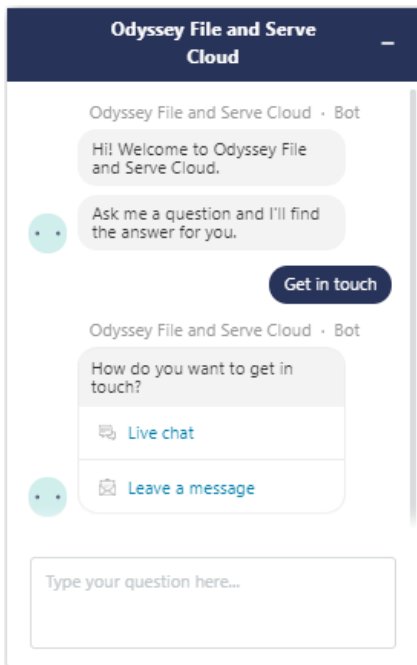 Odyssey File and Serve
Cloud
Odyssey File and Serve Cloud · Bot
Hi! Welcome to Odyssey File
and Serve Cloud.
Ask me a question and I'll find
the answer for you.
Get in touch
Odyssey File and Serve Cloud · Bot
How do you want to get in
touch?
Live chat
Leave a message
Type your question here...